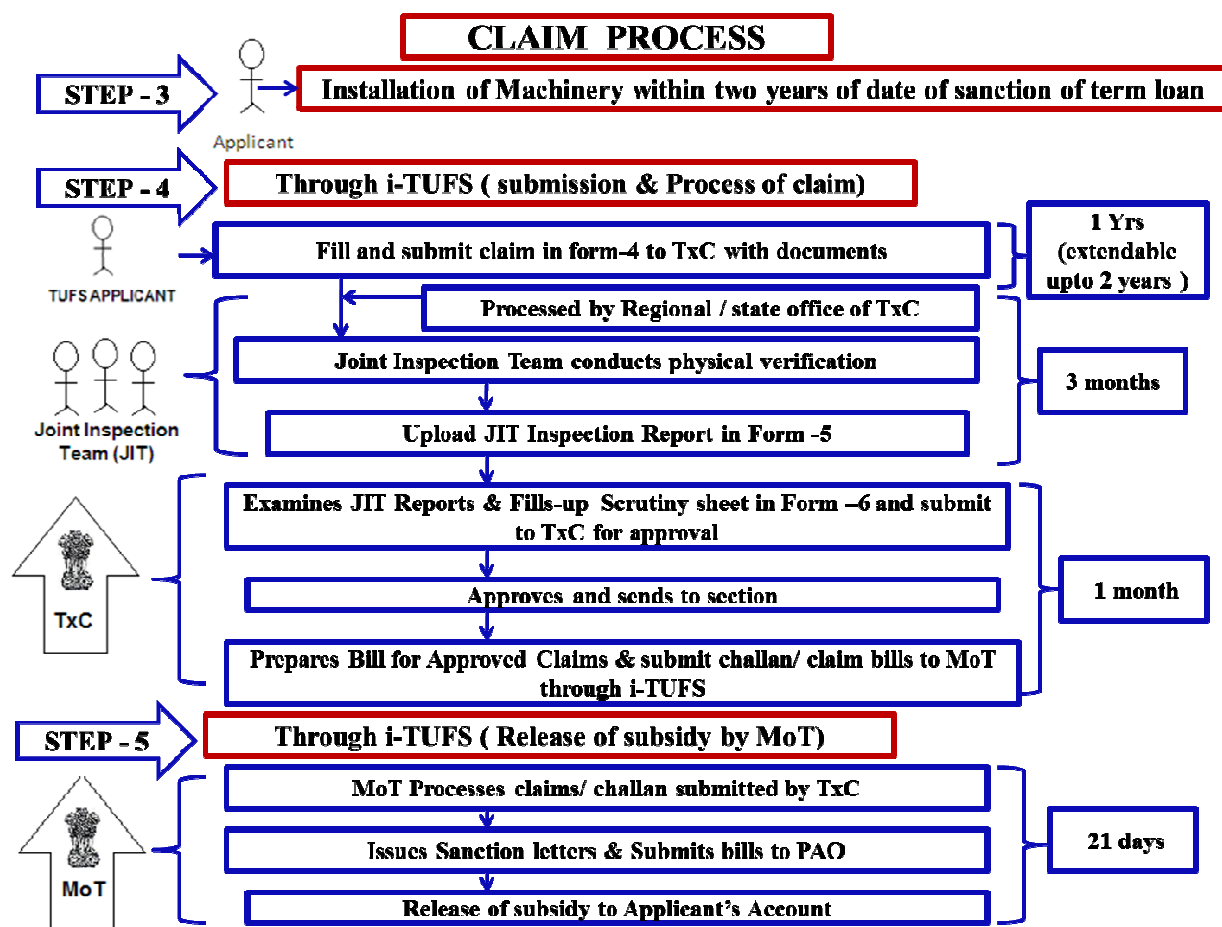 CLAIM PROCESS
STEP - 3
Applicant
Installation of Machinery within two years of date of sanction of term loan
STEP - 4
Through i-TUFS ( submission & Process of claim)
TUFS APPLICANT
Fill and submit claim in form-4 to TxC with documents
1 Yrs
(extendable
upto 2 years )
Processed by Regional / state office of TxC
Joint Inspection Team conducts physical verification
Upload JIT Inspection Report in Form -5
Joint Inspection
Team (JIT)
3 months
Examines JIT Reports & Fills-up Scrutiny sheet in Form –6 and submit
to TxC for approval
Approves and sends to section
Prepares Bill for Approved Claims & submit challan/ claim bills to MoT
through i-TUFS
TxC
1 month
STEP - 5
Through i-TUFS ( Release of subsidy by MoT)
MoT Processes claims/ challan submitted by TxC
Issues Sanction letters & Submits bills to PAO
Release of subsidy to Applicant's Account
MoT
21 days